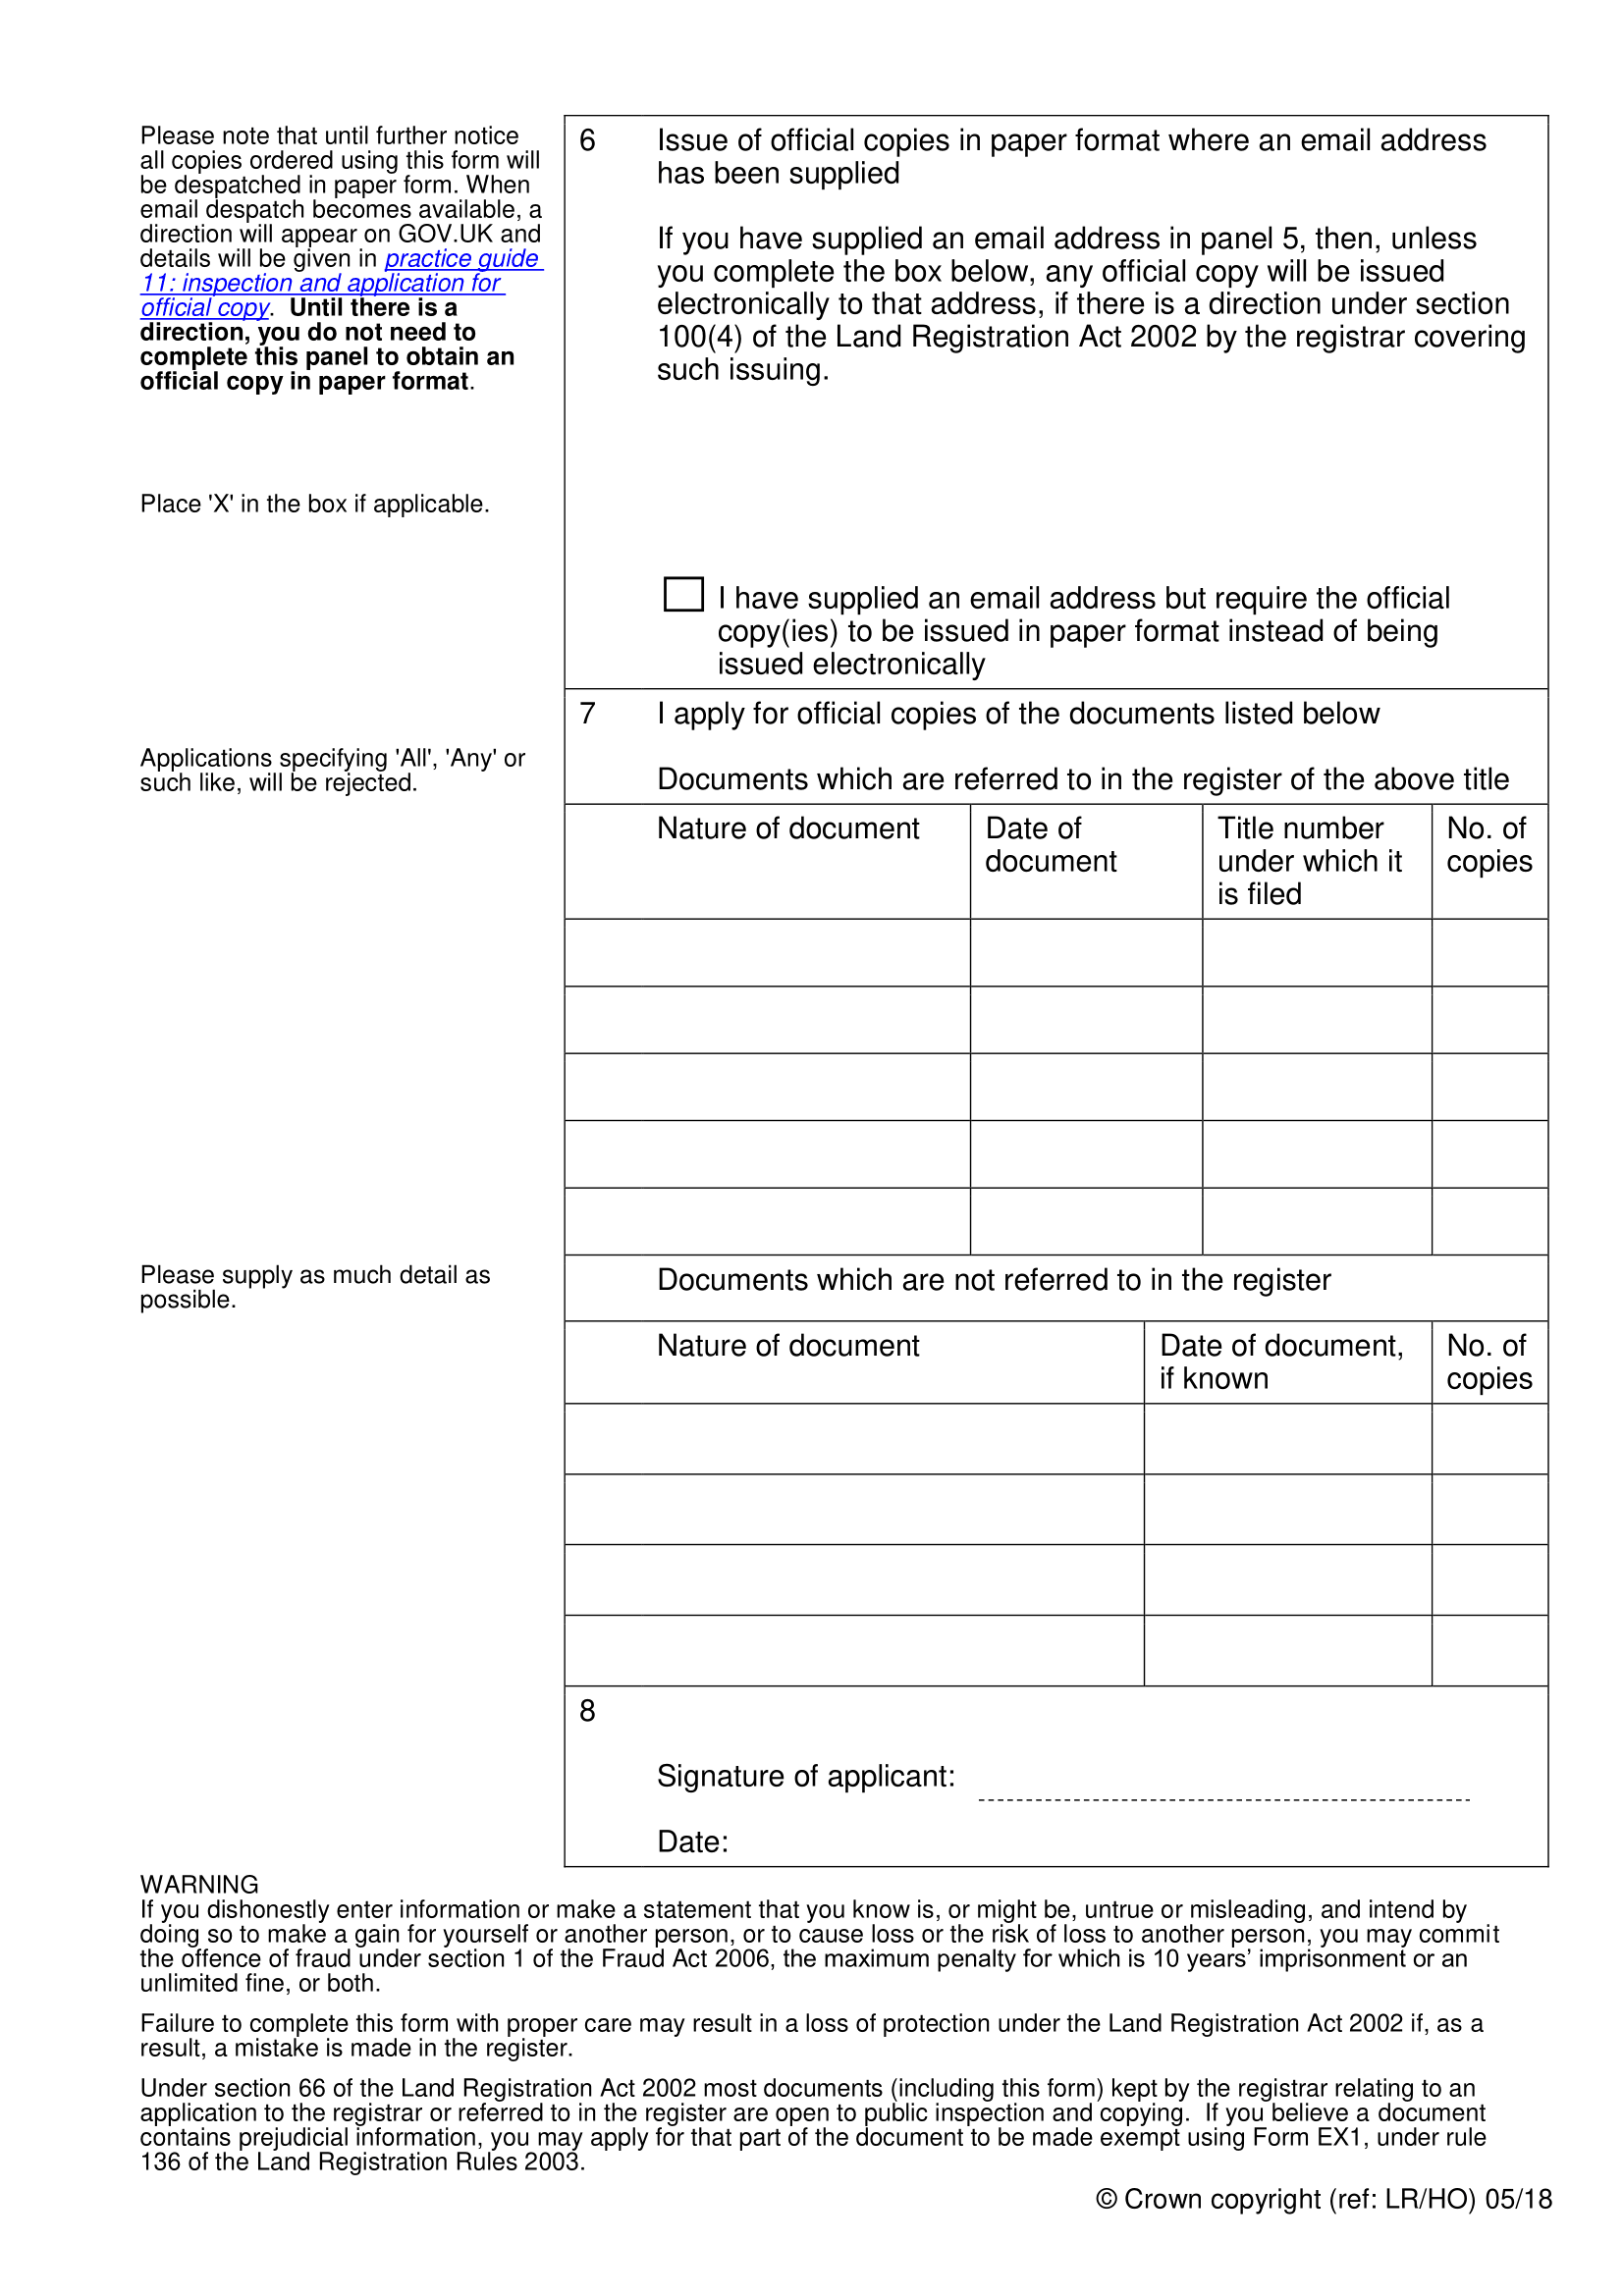 Please note that until further notice
all copies ordered using this form will
be despatched in paper form. When
email despatch becomes available, a
direction will appear on GOV.UK and
details will be given in practice guide
11: inspection and application for
official copy.  Until there is a
direction, you do not need to
complete this panel to obtain an
official copy in paper format.
Place 'X' in the box if applicable.
6 Issue of official copies in paper format where an email address
has been supplied
If you have supplied an email address in panel 5, then, unless
you complete the box below, any official copy will be issued
electronically to that address, if there is a direction under section
100(4) of the Land Registration Act 2002 by the registrar covering
such issuing.
I have supplied an email address but require the official
copy(ies) to be issued in paper format instead of being
issued electronically
Applications specifying 'All', 'Any' or
such like, will be rejected.
7 I apply for official copies of the documents listed below
Documents which are referred to in the register of the above title
Nature of document
Date of
document
Title number
under which it
is filed
No. of
copies
Please supply as much detail as
possible.
Documents which are not referred to in the register
Nature of document
Date of document,
if known
No. of
copies
8
Signature of applicant:
Date:
WARNING
If you dishonestly enter information or make a statement that you know is, or might be, untrue or misleading, and intend by
doing so to make a gain for yourself or another person, or to cause loss or the risk of loss to another person, you may commit
the offence of fraud under section 1 of the Fraud Act 2006, the maximum penalty for which is 10 years’ imprisonment or an
unlimited fine, or both.
Failure to complete this form with proper care may result in a loss of protection under the Land Registration Act 2002 if, as a
result, a mistake is made in the register.
Under section 66 of the Land Registration Act 2002 most documents (including this form) kept by the registrar relating to an
application to the registrar or referred to in the register are open to public inspection and copying.  If you believe a document
contains prejudicial information, you may apply for that part of the document to be made exempt using Form EX1, under rule
136 of the Land Registration Rules 2003.
© Crown copyright (ref: LR/HO) 05/18